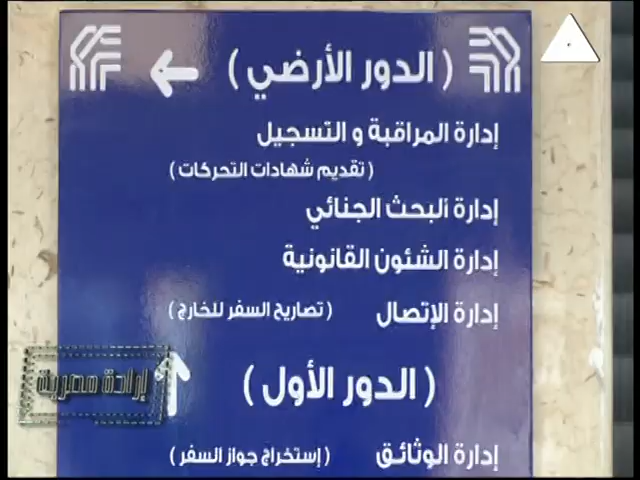 ( الدور الأرضي )
إدارة المراقبة و التسجيل
( تقديم شهادات التحركات )
إدارة البحث الجنائي
إدارة الشئون القانونية
إدارة الإتصال ( تصاريح السفر للخارج )
( الدور الأول )
إرادة مصرية
إدارة الوثائق ( إستخراج جواز السفر )